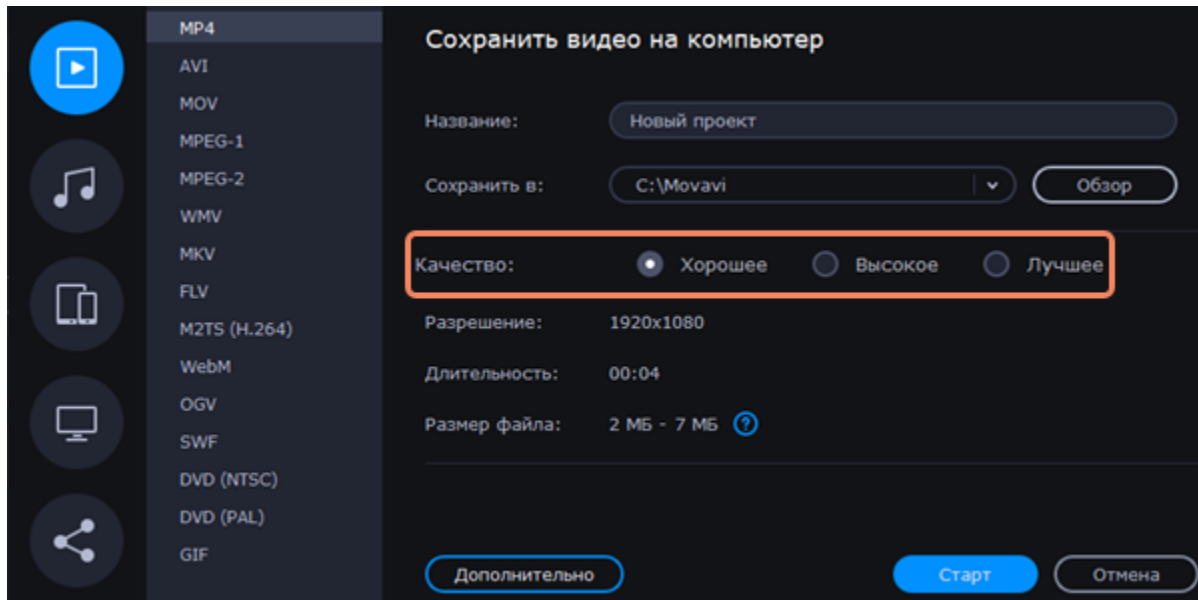 MP4
AVI
MOV
MPEG-1
MPEG-2
WMV
MKV
FLV
M2TS (H.264)
WebM
OGV
SWF
DVD (NTSC)
DVD (PAL)
GIF
Сохранить видео на компьютер
Название: Новый проект
Сохранить в: C:\Movavi Обзор
Качество: Хорошее Высокое Лучшее
Разрешение: 1920x1080
Длительность: 00:04
Размер файла: 2 МБ - 7 МБ ?
Дополнительно Старт Отмена